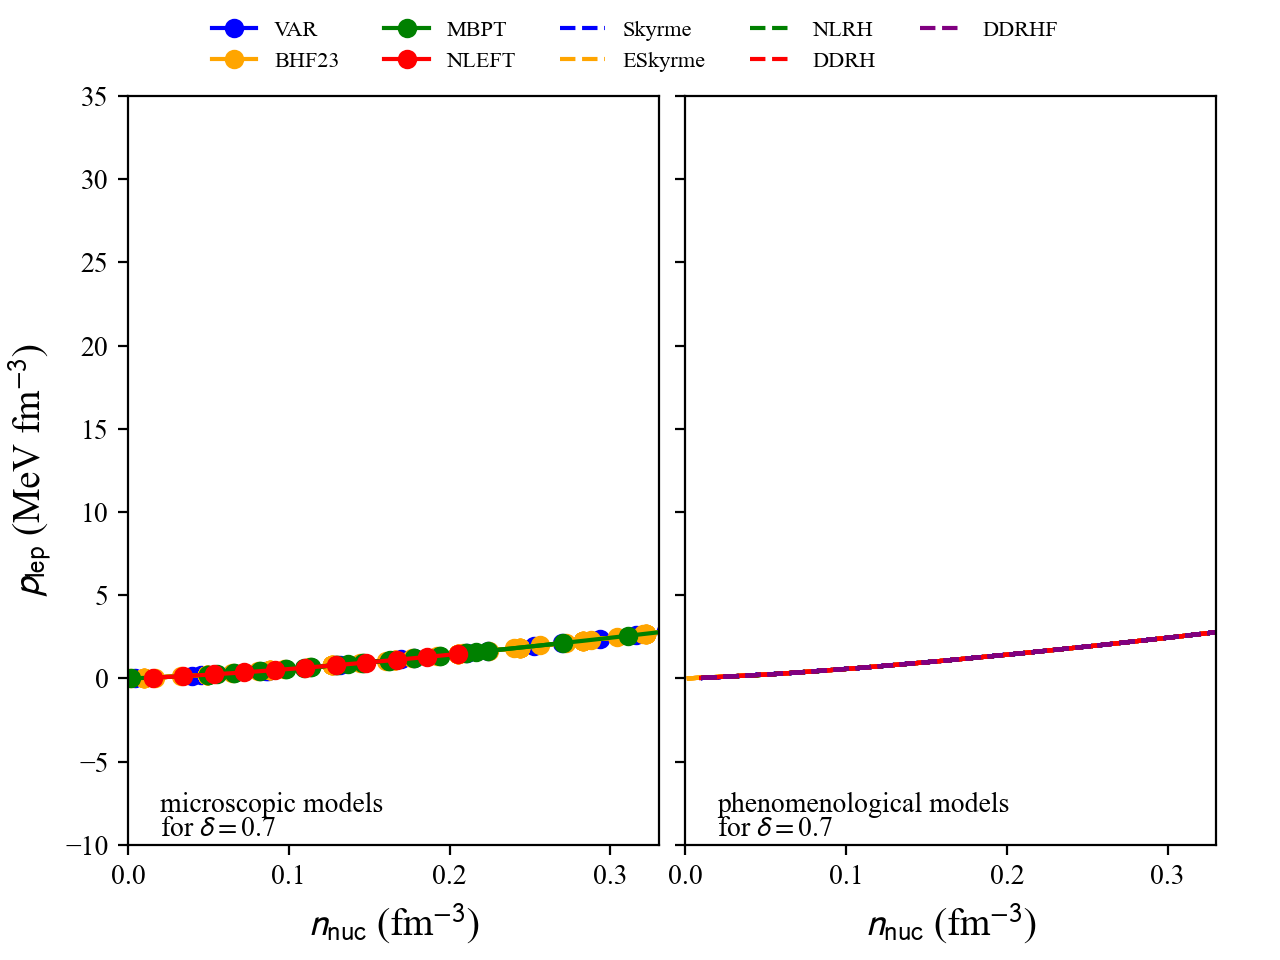 VAR MBPT Skyrme NLRH DDRHF
BHF23 NLEFT ESkyrme DDRH
35
30
25
20
15
10
5
0
−5
−10
p_lep (MeV fm⁻³)
microscopic models
for δ = 0.7
phenomenological models
for δ = 0.7
0.0 0.1 0.2 0.3
0.0 0.1 0.2 0.3
n_nuc (fm⁻³)
n_nuc (fm⁻³)